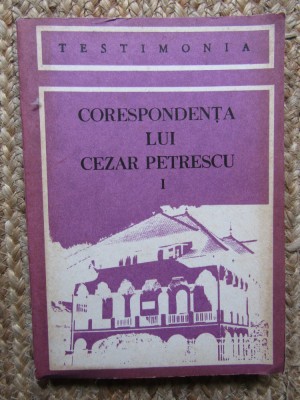 TESTIMONIA
CORESPONDENȚA
LUI
CEZAR PETRESCU
I